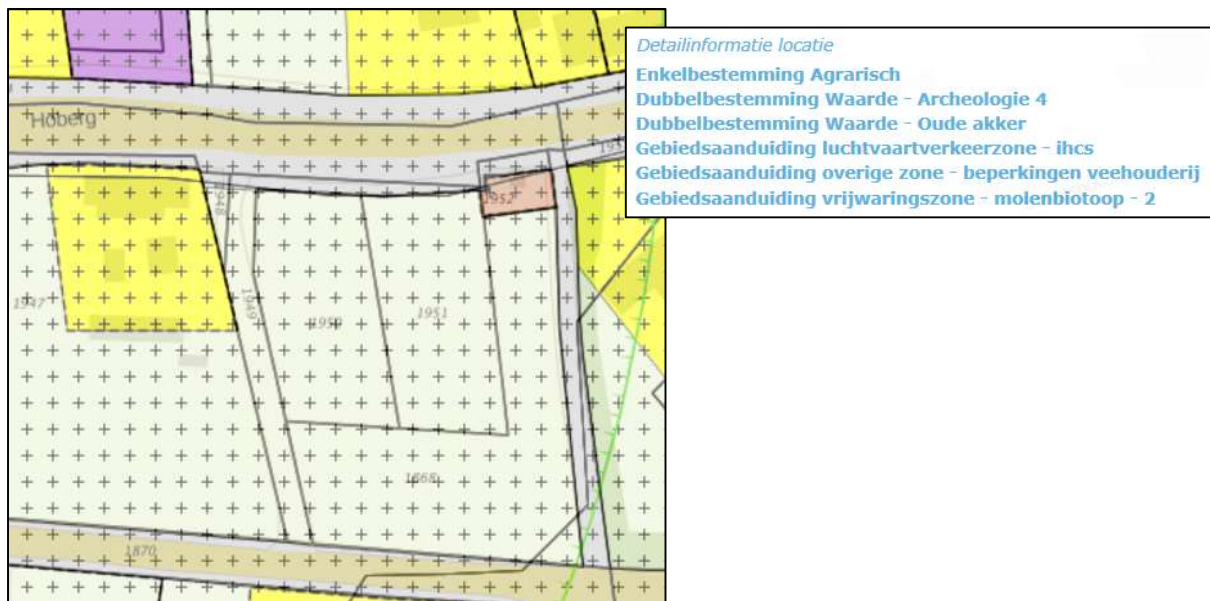 Detailinformatie locatie
Enkelbestemming Agrarisch
Dubbelbestemming Waarde - Archeologie 4
Dubbelbestemming Waarde - Oude akker
Gebiedsaanduiding luchtvaartverkeerzone - ihcs
Gebiedsaanduiding overige zone - beperkingen veehouderij
Gebiedsaanduiding vrijwaringszone - molenbiotoop - 2
Hoberg
1952
1948
1947
1949
1950
1951
1668
1870